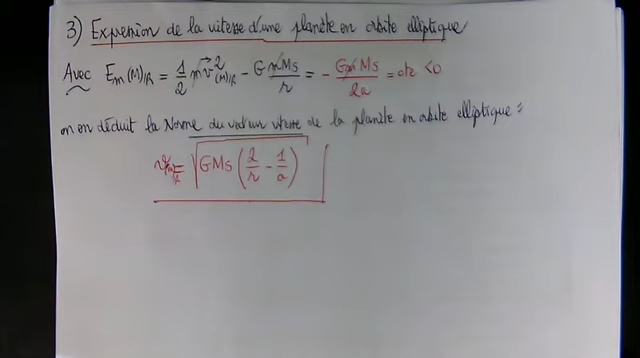 3) Expression de la vitesse d'une planète en orbite elliptique
Avec Em(M)/R = 1/2 m v⃗²(M)/R - G m Ms / r = - G m Ms / 2a = cte < 0
on en déduit la Norme du vecteur vitesse de la planète en orbite elliptique :
v(M)/R = √(GMs (2/r - 1/a))